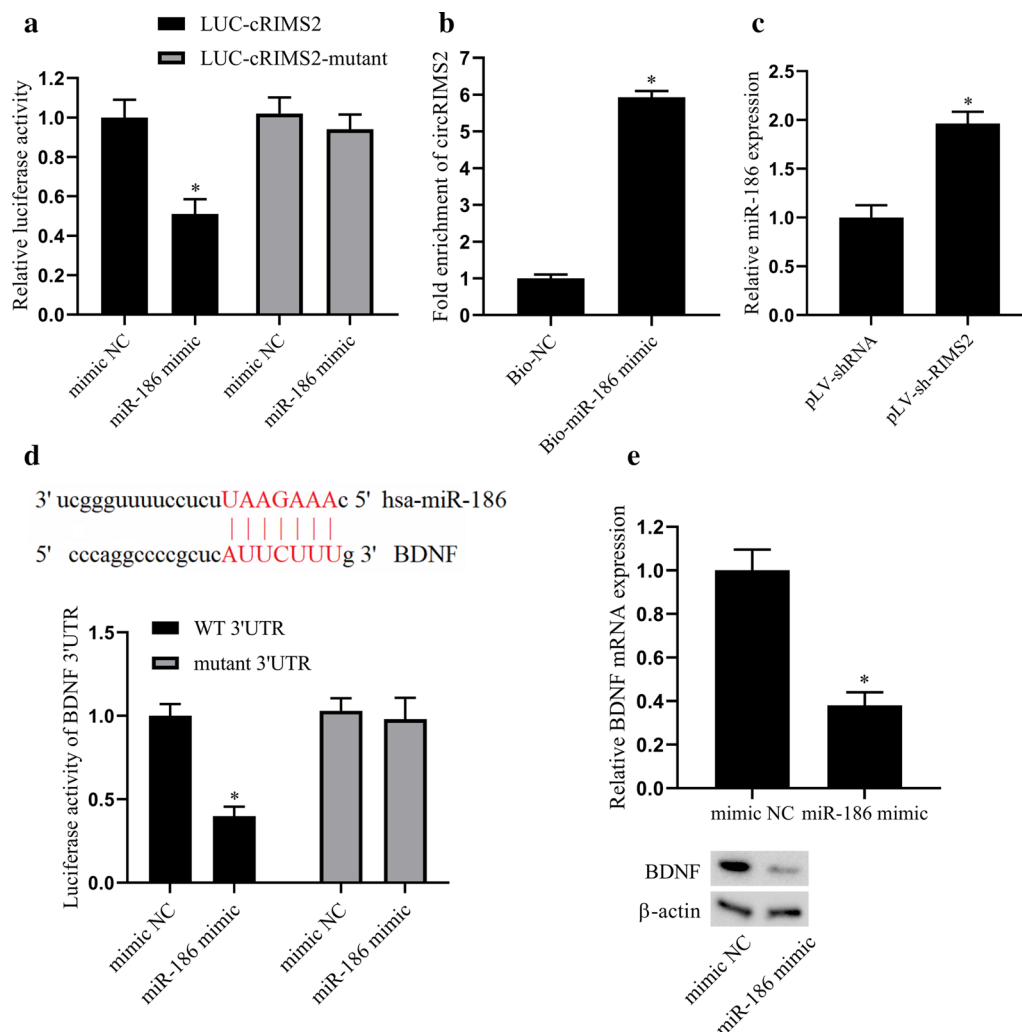 a
LUC-cRIMS2
LUC-cRIMS2-mutant
Relative luciferase activity
1.2
1.0
0.8
0.6
0.4
0.2
0.0
*
mimic NC
miR-186 mimic
mimic NC
miR-186 mimic
b
Fold enrichment of circRIMS2
7
6
5
4
3
2
1
0
*
Bio-NC
Bio-miR-186 mimic
c
Relative miR-186 expression
2.5
2.0
1.5
1.0
0.5
0.0
*
pLV-shRNA
pLV-sh-RIMS2
d
3' ucggguuuuccucuUAAGAAAc 5' hsa-miR-186
5' cccaggccccgcucAUUCUUUg 3' BDNF
WT 3'UTR
mutant 3'UTR
Luciferase activity of BDNF 3'UTR
1.5
1.0
0.5
0.0
*
mimic NC
miR-186 mimic
mimic NC
miR-186 mimic
e
Relative BDNF mRNA expression
1.2
1.0
0.8
0.6
0.4
0.2
0.0
*
mimic NC miR-186 mimic
BDNF
β-actin
mimic NC
miR-186 mimic